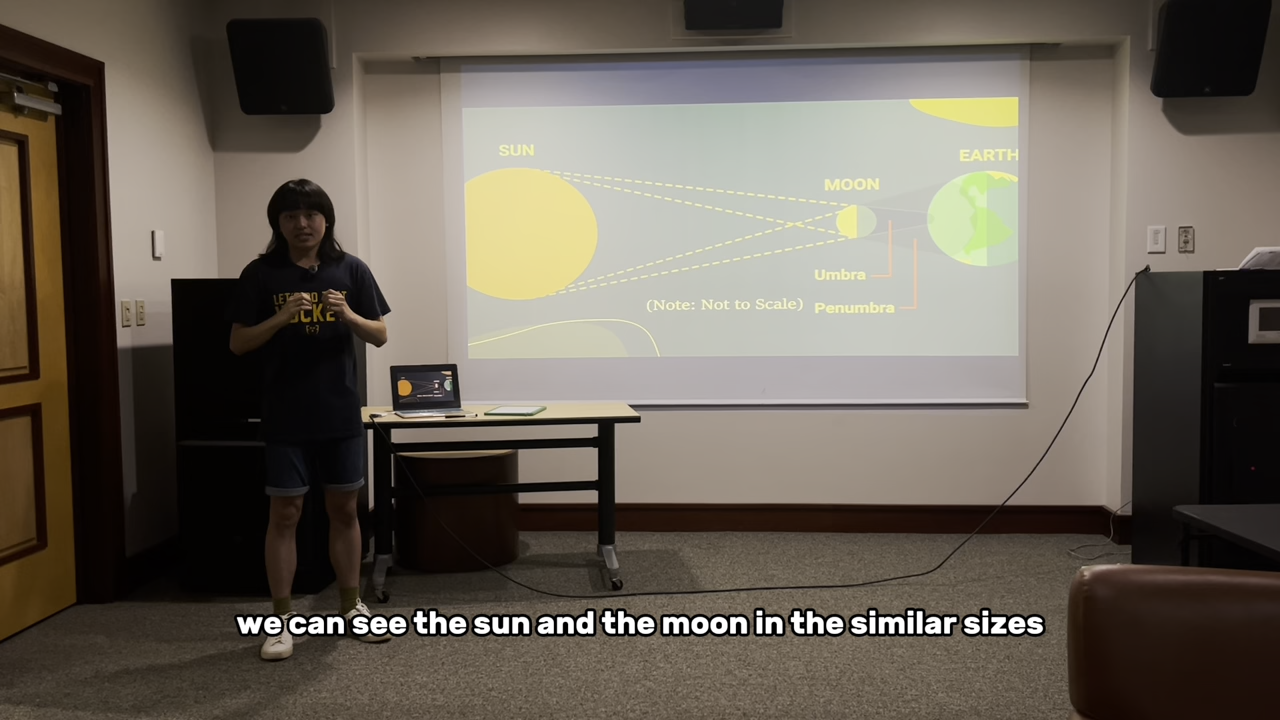 SUN
EARTH
MOON
Umbra
(Note: Not to Scale)
Penumbra
we can see the sun and the moon in the similar sizes